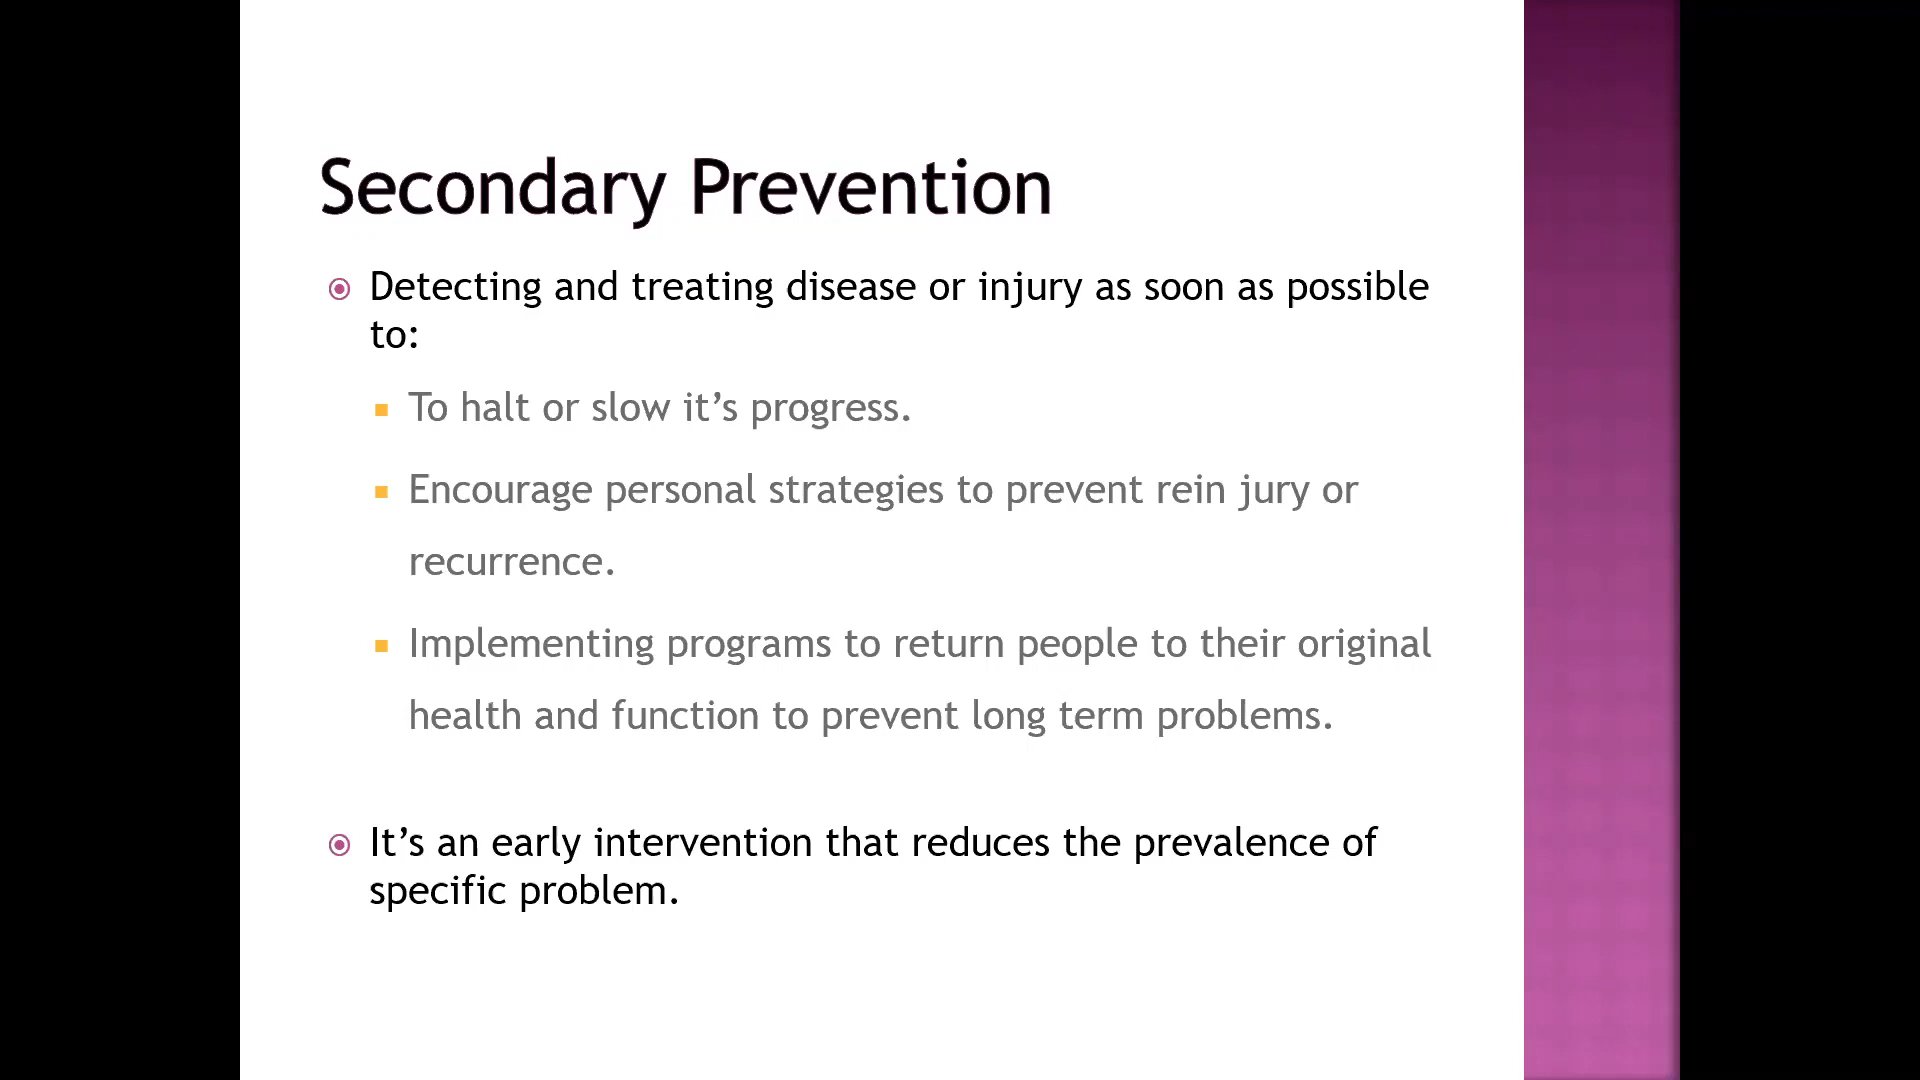 Secondary Prevention
Detecting and treating disease or injury as soon as possible
to:
To halt or slow it’s progress.
Encourage personal strategies to prevent rein jury or
recurrence.
Implementing programs to return people to their original
health and function to prevent long term problems.
It’s an early intervention that reduces the prevalence of
specific problem.